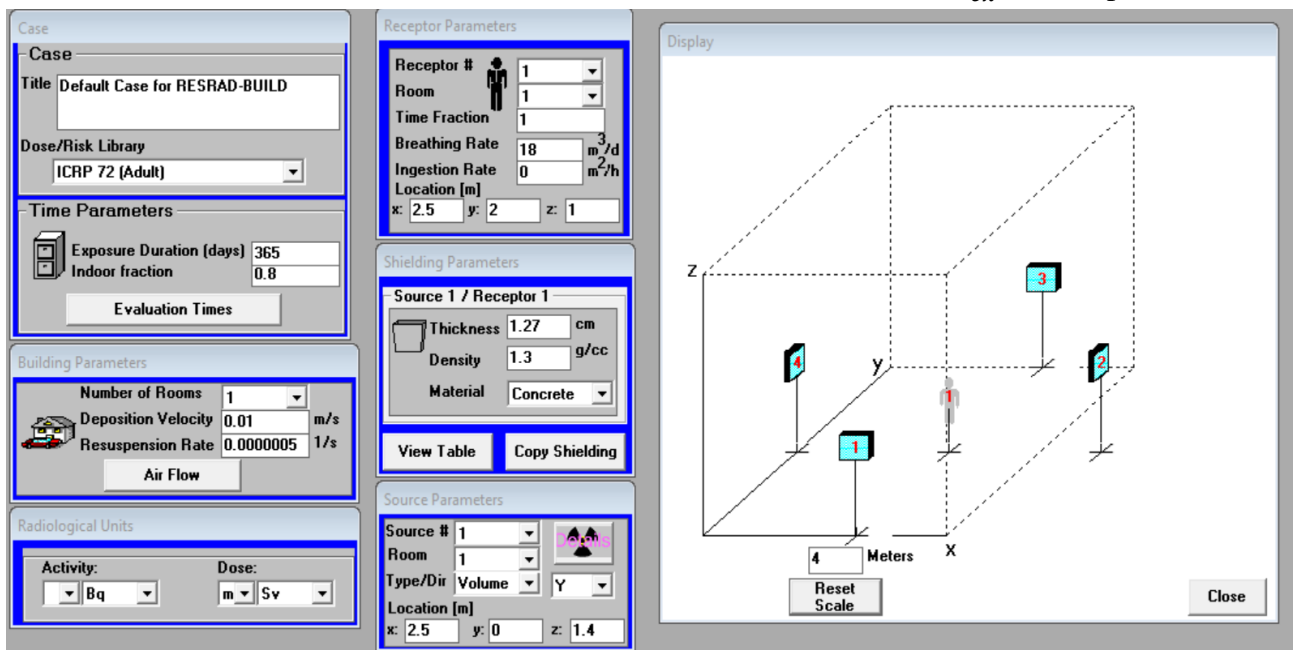 Case
Case
Title Default Case for RESRAD-BUILD
Dose/Risk Library
ICRP 72 (Adult)
Time Parameters
Exposure Duration (days) 365
Indoor fraction 0.8
Evaluation Times
Building Parameters
Number of Rooms 1
Deposition Velocity 0.01 m/s
Resuspension Rate 0.0000005 1/s
Air Flow
Radiological Units
Activity: Dose:
Bq m Sv
Receptor Parameters
Receptor # 1
Room 1
Time Fraction 1
Breathing Rate 18 m3/d
Ingestion Rate 0 m2/h
Location [m]
x: 2.5 y: 2 z: 1
Shielding Parameters
Source 1 / Receptor 1
Thickness 1.27 cm
Density 1.3 g/cc
Material Concrete
View Table Copy Shielding
Source Parameters
Source # 1 Details
Room 1
Type/Dir Volume Y
Location [m]
x: 2.5 y: 0 z: 1.4
Display
z
3
4 y 2
1
1
4 Meters x
Reset
Scale
Close